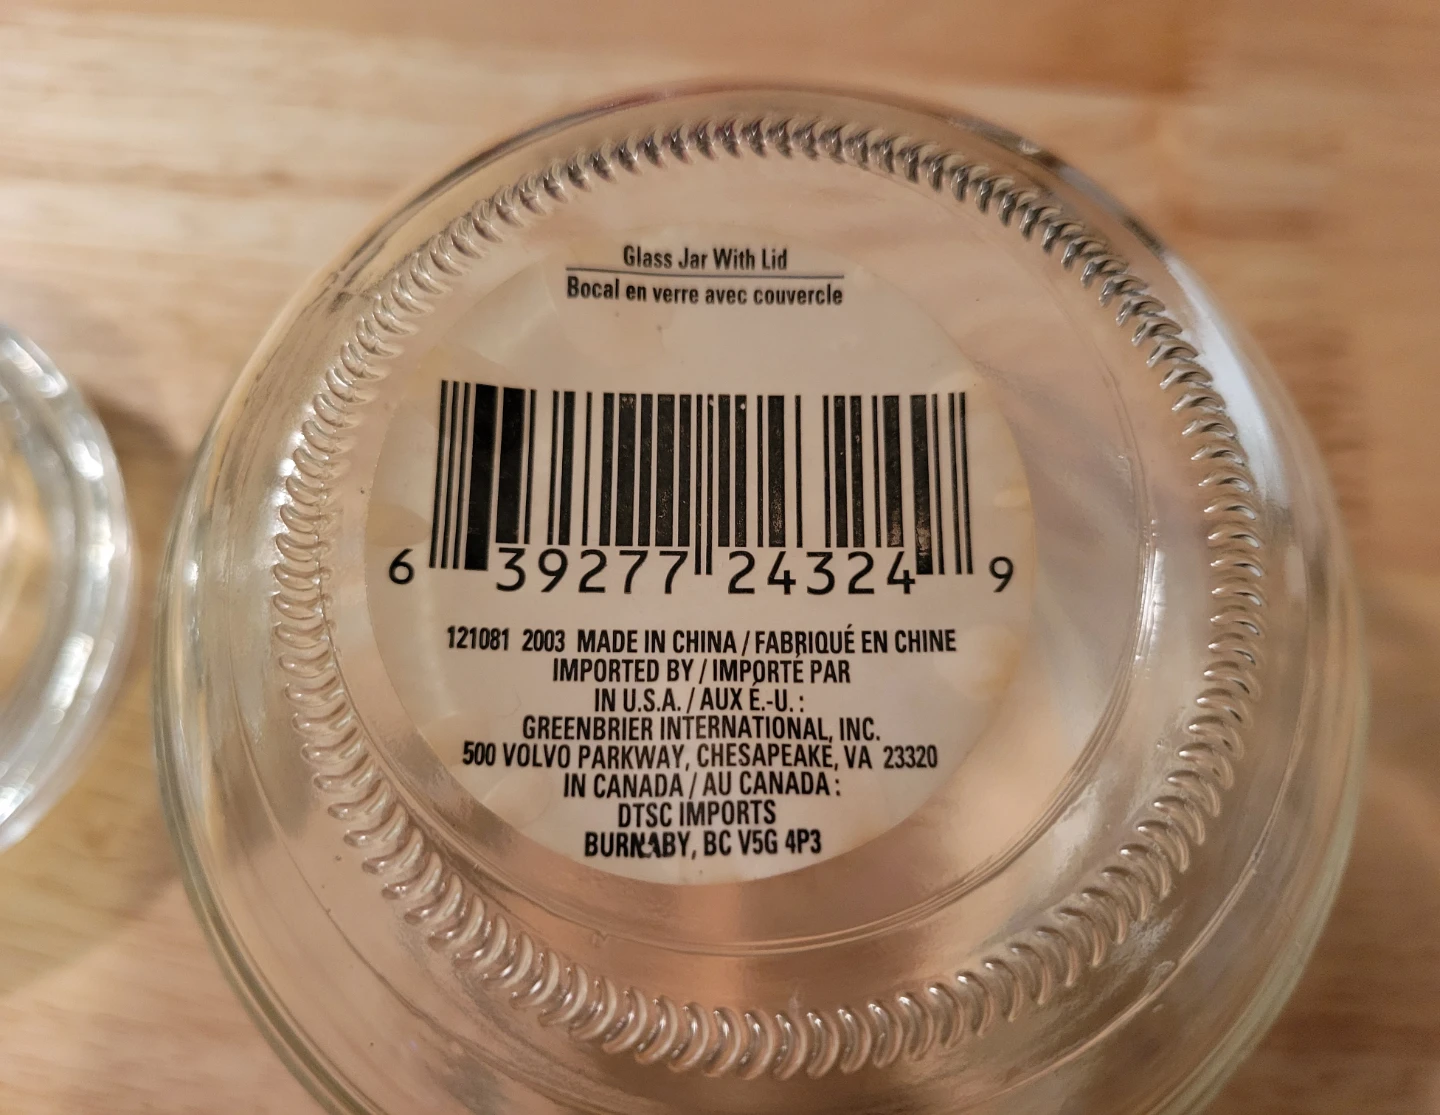 Glass Jar With Lid
Bocal en verre avec couvercle
6 39277 24324 9
121081 2003 MADE IN CHINA / FABRIQUÉ EN CHINE
IMPORTED BY / IMPORTÉ PAR
IN U.S.A. / AUX É.-U. :
GREENBRIER INTERNATIONAL, INC.
500 VOLVO PARKWAY, CHESAPEAKE, VA 23320
IN CANADA / AU CANADA :
DTSC IMPORTS
BURNABY, BC V5G 4P3